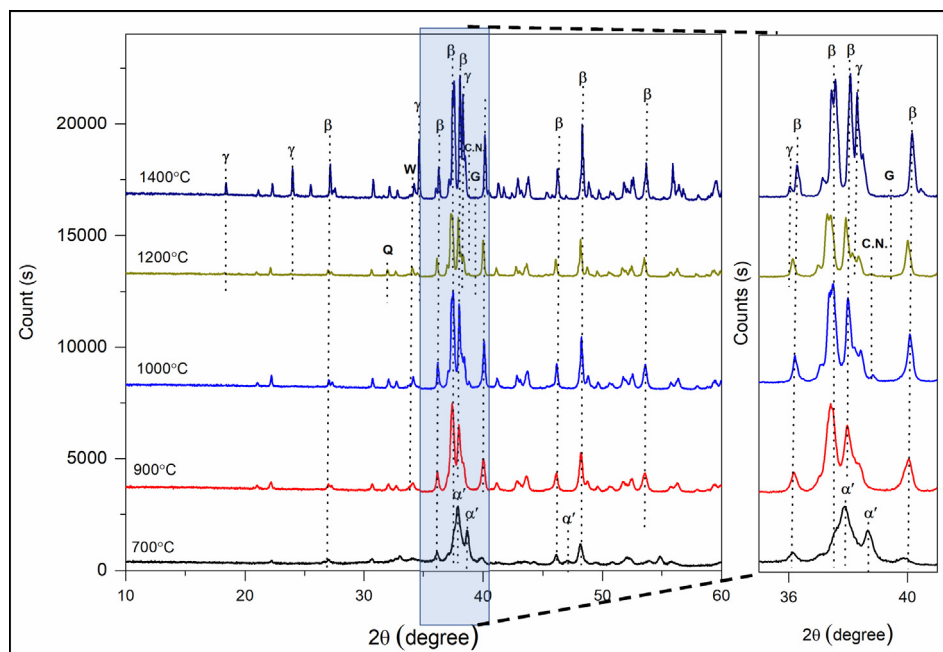 β
β
γ
γ
γ
γ
β
β
β
β
W
C.N.
G
Q
1400°C
1200°C
1000°C
900°C
700°C
α′
α′
α′
20000
15000
10000
5000
0
Count (s)
10
20
30
40
50
60
2θ (degree)
β
β
γ
γ
β
β
G
C.N.
α′
α′
Counts (s)
36
38
40
2θ (degree)